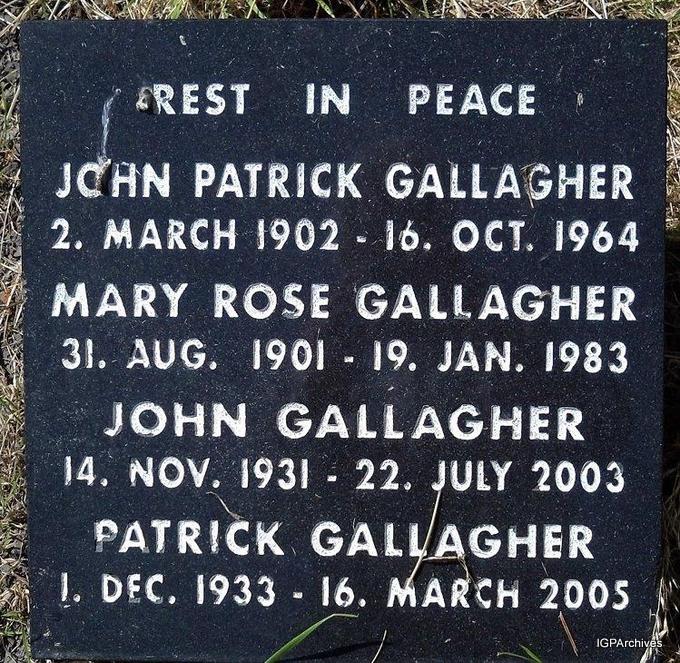 REST IN PEACE
JOHN PATRICK GALLAGHER
2. MARCH 1902 - 16. OCT. 1964
MARY ROSE GALLAGHER
31. AUG. 1901 - 19. JAN. 1983
JOHN GALLAGHER
14. NOV. 1931 - 22. JULY 2003
PATRICK GALLAGHER
1. DEC. 1933 - 16. MARCH 2005
IGPArchives